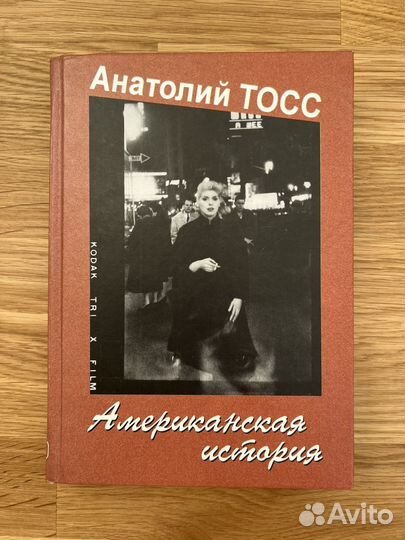 Анатолий ТОСС
KODAK TRI X FILM
Американская
история
Avito